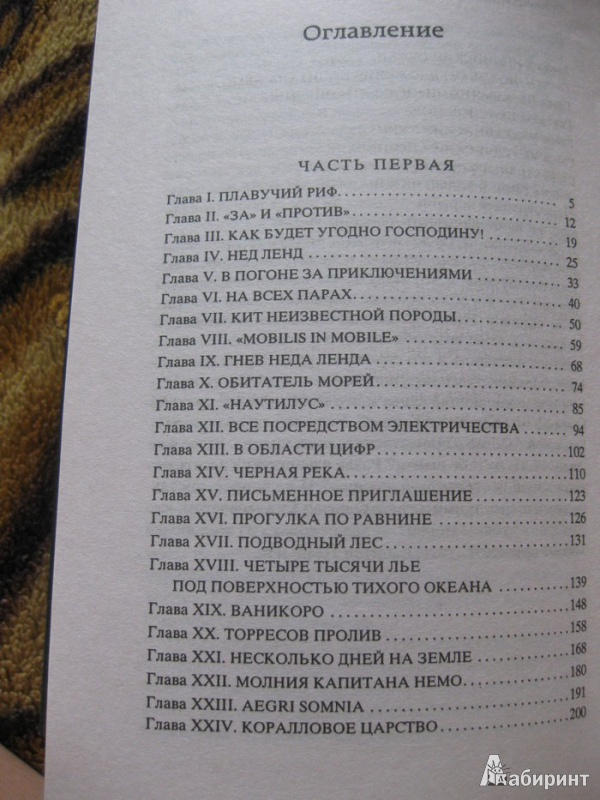 Оглавление
ЧАСТЬ ПЕРВАЯ
Глава I. ПЛАВУЧИЙ РИФ. 5
Глава II. «ЗА» И «ПРОТИВ» 12
Глава III. КАК БУДЕТ УГОДНО ГОСПОДИНУ! 19
Глава IV. НЕД ЛЕНД 25
Глава V. В ПОГОНЕ ЗА ПРИКЛЮЧЕНИЯМИ 33
Глава VI. НА ВСЕХ ПАРАХ. 40
Глава VII. КИТ НЕИЗВЕСТНОЙ ПОРОДЫ. 50
Глава VIII. «MOBILIS IN MOBILE» 59
Глава IX. ГНЕВ НЕДА ЛЕНДА 68
Глава X. ОБИТАТЕЛЬ МОРЕЙ 74
Глава XI. «НАУТИЛУС» 85
Глава XII. ВСЕ ПОСРЕДСТВОМ ЭЛЕКТРИЧЕСТВА 94
Глава XIII. В ОБЛАСТИ ЦИФР 102
Глава XIV. ЧЕРНАЯ РЕКА. 110
Глава XV. ПИСЬМЕННОЕ ПРИГЛАШЕНИЕ 123
Глава XVI. ПРОГУЛКА ПО РАВНИНЕ 126
Глава XVII. ПОДВОДНЫЙ ЛЕС 131
Глава XVIII. ЧЕТЫРЕ ТЫСЯЧИ ЛЬЕ
ПОД ПОВЕРХНОСТЬЮ ТИХОГО ОКЕАНА 139
Глава XIX. ВАНИКОРО 148
Глава XX. ТОРРЕСОВ ПРОЛИВ 158
Глава XXI. НЕСКОЛЬКО ДНЕЙ НА ЗЕМЛЕ 168
Глава XXII. МОЛНИЯ КАПИТАНА НЕМО. 180
Глава XXIII. AEGRI SOMNIA 191
Глава XXIV. КОРАЛЛОВОЕ ЦАРСТВО 200
Лабиринт